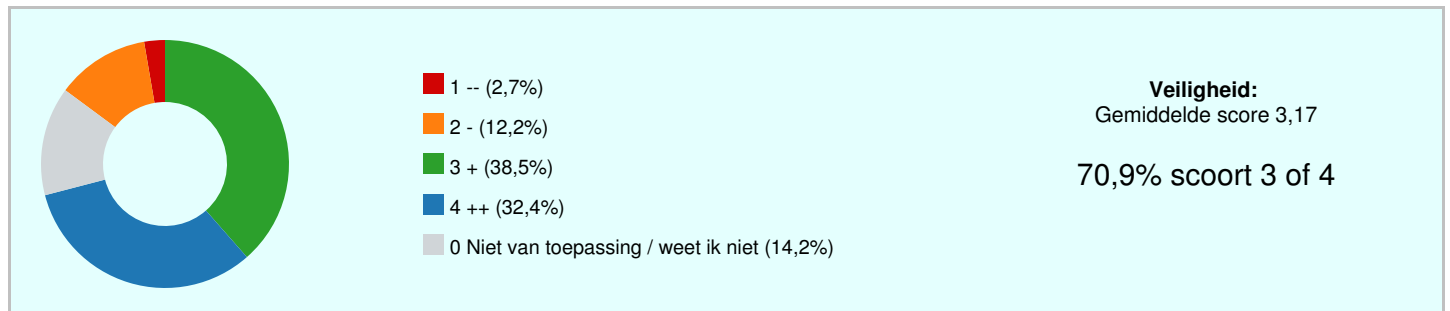 1 -- (2,7%)
2 - (12,2%)
3 + (38,5%)
4 ++ (32,4%)
0 Niet van toepassing / weet ik niet (14,2%)
Veiligheid:
Gemiddelde score 3,17
70,9% scoort 3 of 4